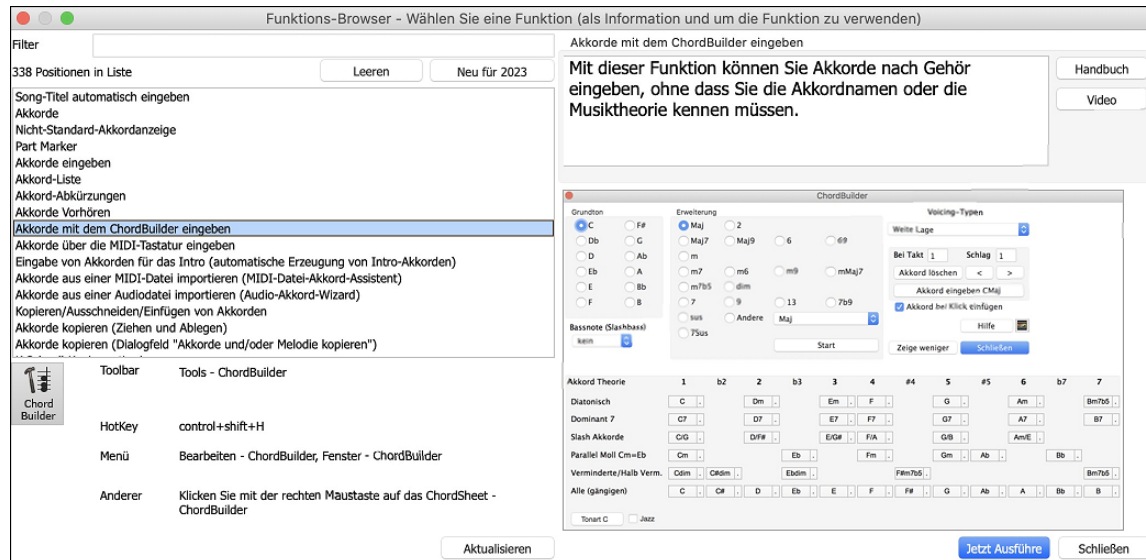 Funktions-Browser - Wählen Sie eine Funktion (als Information und um die Funktion zu verwenden)
Filter
338 Positionen in Liste
Leeren
Neu für 2023
Song-Titel automatisch eingeben
Akkorde
Nicht-Standard-Akkordanzeige
Part Marker
Akkorde eingeben
Akkord-Liste
Akkord-Abkürzungen
Akkorde Vorhören
Akkorde mit dem ChordBuilder eingeben
Akkorde über die MIDI-Tastatur eingeben
Eingabe von Akkorden für das Intro (automatische Erzeugung von Intro-Akkorden)
Akkorde aus einer MIDI-Datei importieren (MIDI-Datei-Akkord-Assistent)
Akkorde aus einer Audiodatei importieren (Audio-Akkord-Wizard)
Kopieren/Ausschneiden/Einfügen von Akkorden
Akkorde kopieren (Ziehen und Ablegen)
Akkorde kopieren (Dialogfeld "Akkorde und/oder Melodie kopieren")
Chord
Builder
Toolbar Tools - ChordBuilder
HotKey control+shift+H
Menü Bearbeiten - ChordBuilder, Fenster - ChordBuilder
Anderer Klicken Sie mit der rechten Maustaste auf das ChordSheet -
ChordBuilder
Aktualisieren
Akkorde mit dem ChordBuilder eingeben
Mit dieser Funktion können Sie Akkorde nach Gehör
eingeben, ohne dass Sie die Akkordnamen oder die
Musiktheorie kennen müssen.
Handbuch
Video
ChordBuilder
Grundton
C F#
Db G
D Ab
Eb A
E Bb
F B
Bassnote (Slashbass)
kein
Erweiterung
Maj 2
Maj7 Maj9 6 69
m
m7 m6 m9 mMaj7
m7b5 dim
7 9 13 7b9
sus Andere Maj
7Sus
Start
Voicing-Typen
Weite Lage
Bei Takt 1 Schlag 1
Akkord löschen < >
Akkord eingeben CMaj
Akkord bei Klick einfügen
Hilfe
Zeige weniger Schließen
Akkord Theorie 1 b2 2 b3 3 4 #4 5 #5 6 b7 7
Diatonisch C Dm Em F G Am Bm7b5
Dominant 7 C7 D7 E7 F7 G7 A7 B7
Slash Akkorde C/G D/F# E/G# F/A G/B Am/E
Parallel Moll Cm=Eb Cm Eb Fm Gm Ab Bb
Verminderte/Halb Verm. Cdim C#dim Ebdim F#m7b5 Bm7b5
Alle (gängigen) C C# D Eb E F F# G Ab A Bb B
Tonart C Jazz
Jetzt Ausführe
Schließen